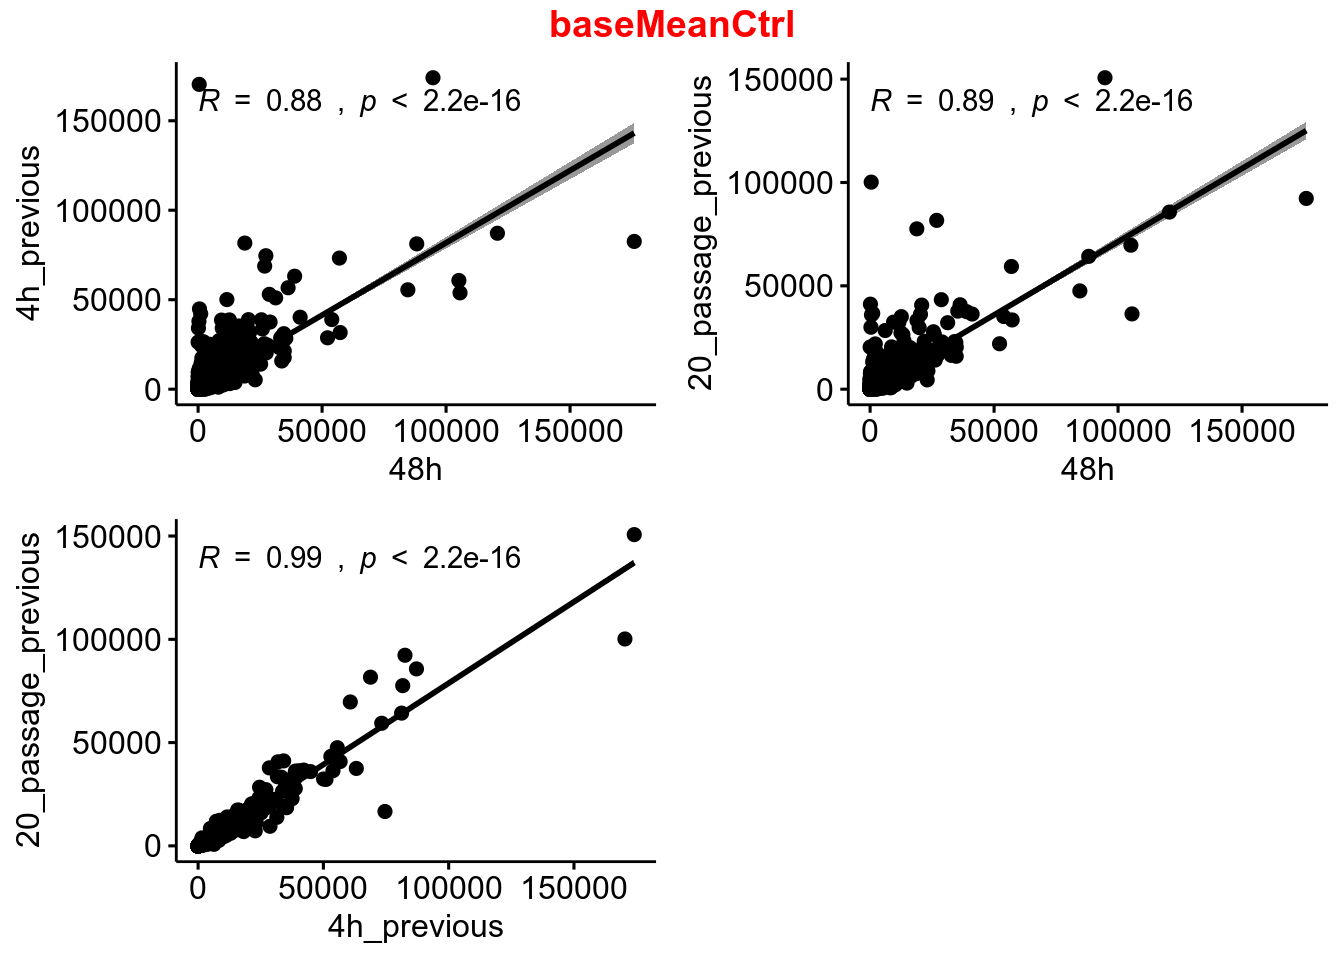 baseMeanCtrl
R = 0.88 , p < 2.2e-16
4h_previous
150000
100000
50000
0
0 50000 100000 150000
48h
R = 0.89 , p < 2.2e-16
20_passage_previous
150000
100000
50000
0
0 50000 100000 150000
48h
R = 0.99 , p < 2.2e-16
20_passage_previous
150000
100000
50000
0
0 50000 100000 150000
4h_previous